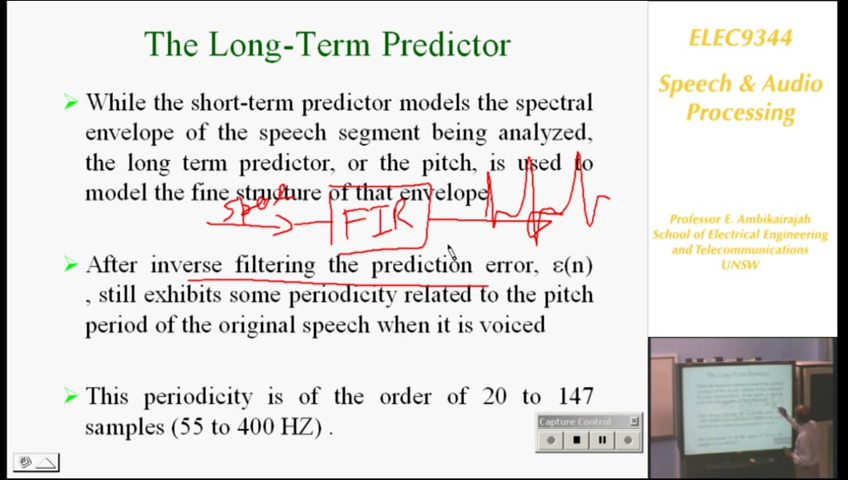 The Long-Term Predictor
While the short-term predictor models the spectral
envelope of the speech segment being analyzed,
the long term predictor, or the pitch, is used to
model the fine structure of that envelope
FIR
After inverse filtering the prediction error, ε(n)
, still exhibits some periodicity related to the pitch
period of the original speech when it is voiced
This periodicity is of the order of 20 to 147
samples (55 to 400 HZ) .
Capture Control
ELEC9344
Speech & Audio
Processing
Professor E. Ambikairajah
School of Electrical Engineering
and Telecommunications
UNSW